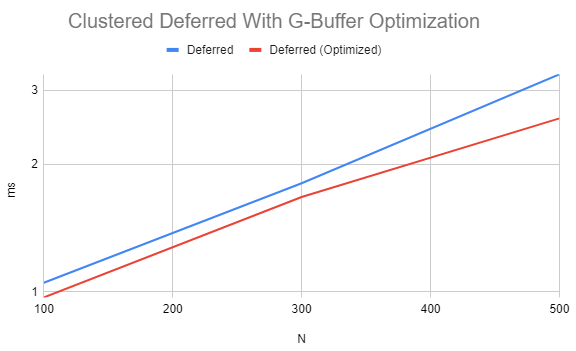 Clustered Deferred With G-Buffer Optimization
Deferred
Deferred (Optimized)
3
2
1
ms
100
200
300
400
500
N